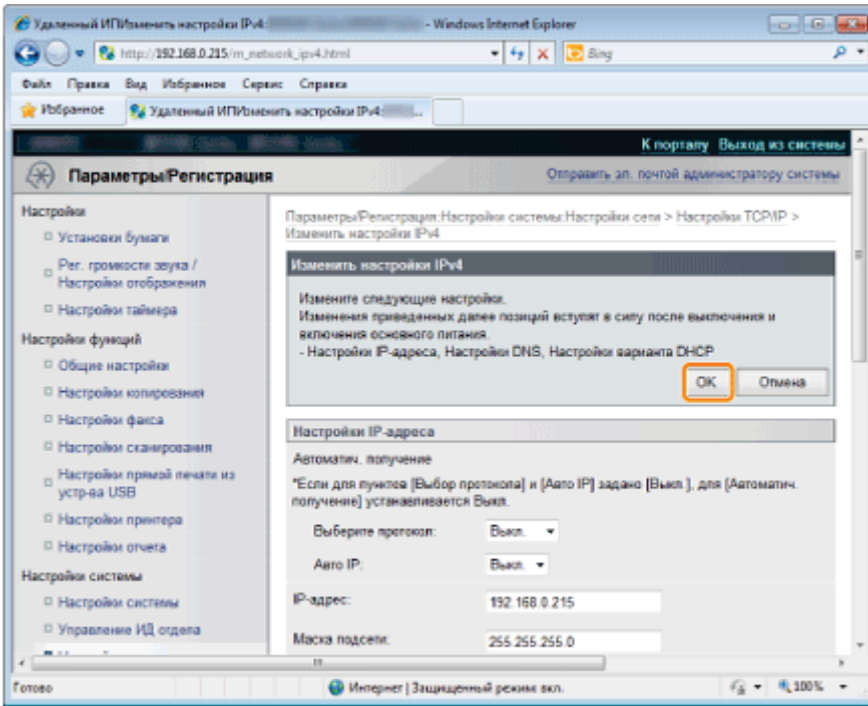 Удаленный ИП\Изменить настройки IPv4: - Windows Internet Explorer
http://192.168.0.215/m_network_ipv4.html
Bing
Файл Правка Вид Избранное Сервис Справка
Избранное
Удаленный ИП\Изменить настройки IPv4: ...
К порталу Выход из системы
Параметры/Регистрация
Отправить эл. почтой администратору системы
Настройки
Установки бумаги
Рег. громкости звука /
Настройки отображения
Настройки таймера
Настройки функций
Общие настройки
Настройки копирования
Настройки факса
Настройки сканирования
Настройки прямой печати из
устр-ва USB
Настройки принтера
Настройки отчета
Настройки системы
Настройки системы
Управление ИД отдела
Параметры/Регистрация:Настройки системы:Настройки сети > Настройки TCP/IP >
Изменить настройки IPv4
Изменить настройки IPv4
Измените следующие настройки.
Изменения приведенных далее позиций вступят в силу после выключения и
включения основного питания.
- Настройки IP-адреса, Настройки DNS, Настройки варианта DHCP
OK Отмена
Настройки IP-адреса
Автоматич. получение
*Если для пунктов [Выбор протокола] и [Авто IP] задано [Выкл.], для [Автоматич.
получение] устанавливается Выкл.
Выберите протокол: Выкл.
Авто IP: Выкл.
IP-адрес: 192.168.0.215
Маска подсети: 255.255.255.0
Готово
Интернет | Защищенный режим: вкл.
100%